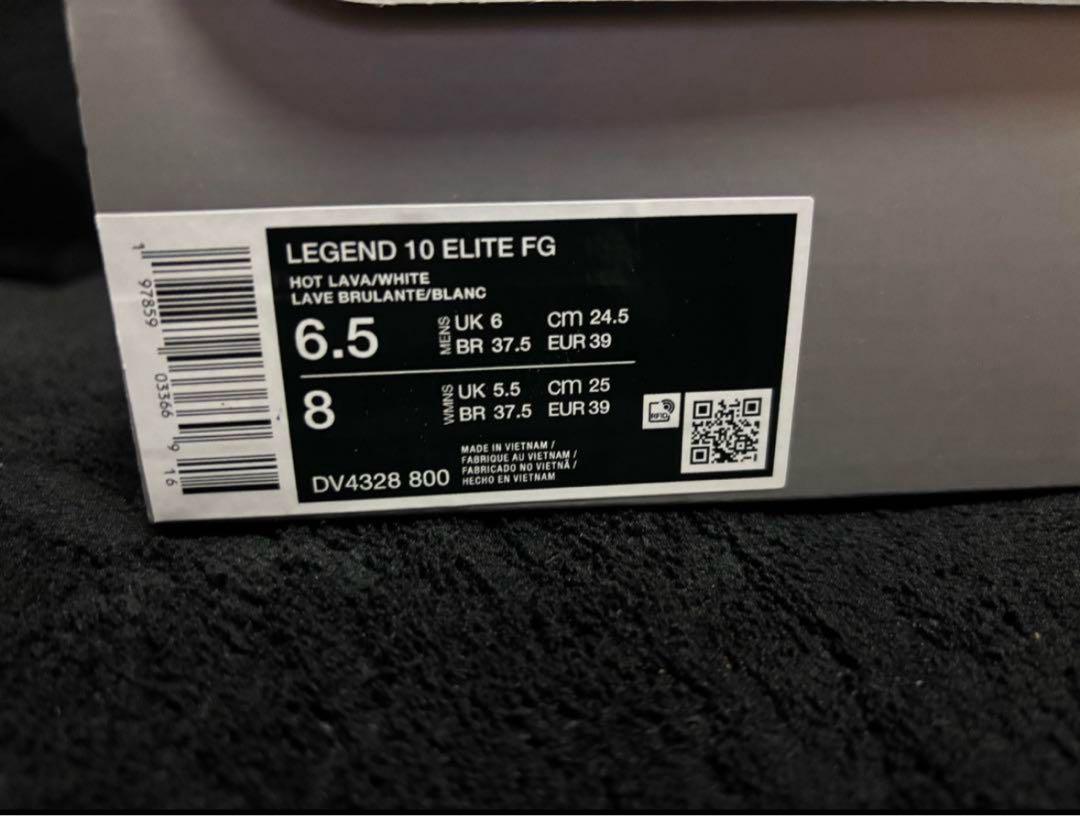 LEGEND 10 ELITE FG
HOT LAVA/WHITE
LAVE BRULANTE/BLANC
6.5 MENS UK 6 cm 24.5
BR 37.5 EUR 39
8 WMNS UK 5.5 cm 25
BR 37.5 EUR 39
RFID
MADE IN VIETNAM /
FABRIQUE AU VIETNAM /
FABRICADO NO VIETNÃ /
HECHO EN VIETNAM
DV4328 800
1 97859 03366 9 16